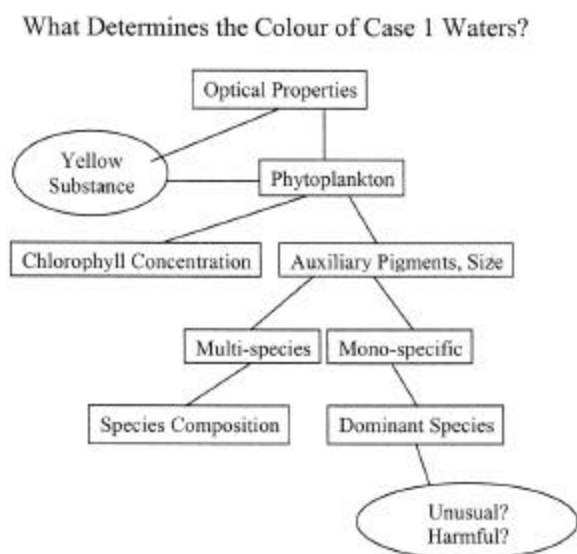 What Determines the Colour of Case 1 Waters?
Optical Properties
Yellow
Substance
Phytoplankton
Chlorophyll Concentration
Auxiliary Pigments, Size
Multi-species
Mono-specific
Species Composition
Dominant Species
Unusual?
Harmful?